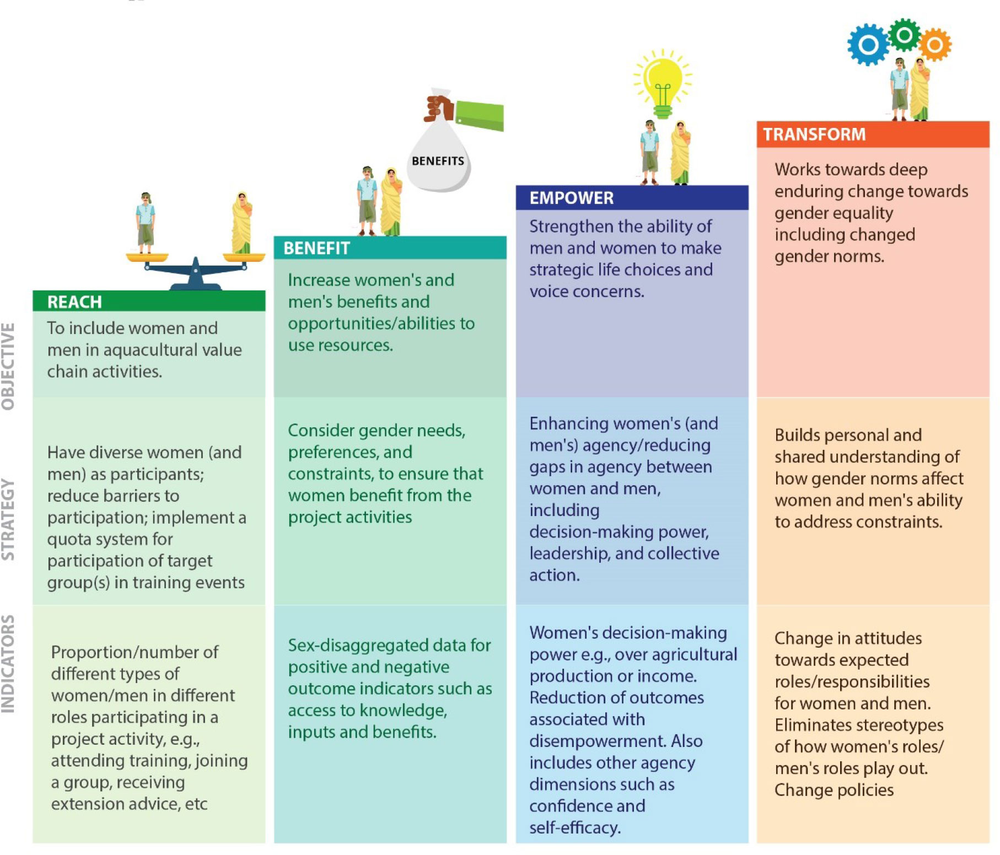 BENEFITS
TRANSFORM
Works towards deep
enduring change towards
gender equality
including changed
gender norms.
EMPOWER
Strengthen the ability of
men and women to make
strategic life choices and
voice concerns.
BENEFIT
Increase women's and
men's benefits and
opportunities/abilities to
use resources.
REACH
To include women and
men in aquacultural value
chain activities.
OBJECTIVE
STRATEGY
Have diverse women (and
men) as participants;
reduce barriers to
participation; implement a
quota system for
participation of target
group(s) in training events
Consider gender needs,
preferences, and
constraints, to ensure that
women benefit from the
project activities
Enhancing women's (and
men's) agency/reducing
gaps in agency between
women and men,
including
decision-making power,
leadership, and collective
action.
Builds personal and
shared understanding of
how gender norms affect
women and men's ability
to address constraints.
INDICATORS
Proportion/number of
different types of
women/men in different
roles participating in a
project activity, e.g.,
attending training, joining
a group, receiving
extension advice, etc
Sex-disaggregated data for
positive and negative
outcome indicators such as
access to knowledge,
inputs and benefits.
Women's decision-making
power e.g., over agricultural
production or income.
Reduction of outcomes
associated with
disempowerment. Also
includes other agency
dimensions such as
confidence and
self-efficacy.
Change in attitudes
towards expected
roles/responsibilities
for women and men.
Eliminates stereotypes
of how women's roles/
men's roles play out.
Change policies